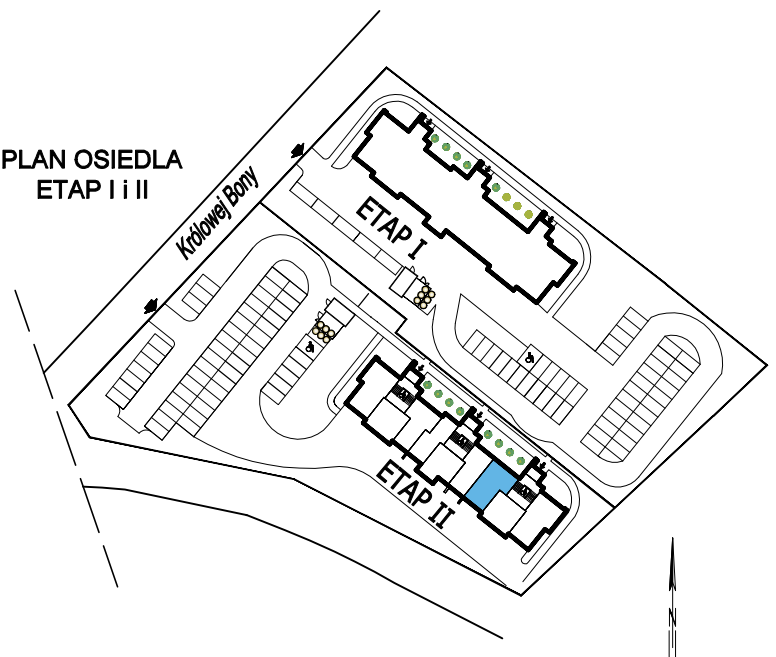 PLAN OSIEDLA
ETAP I i II
Królowej Bony
ETAP I
ETAP II
N